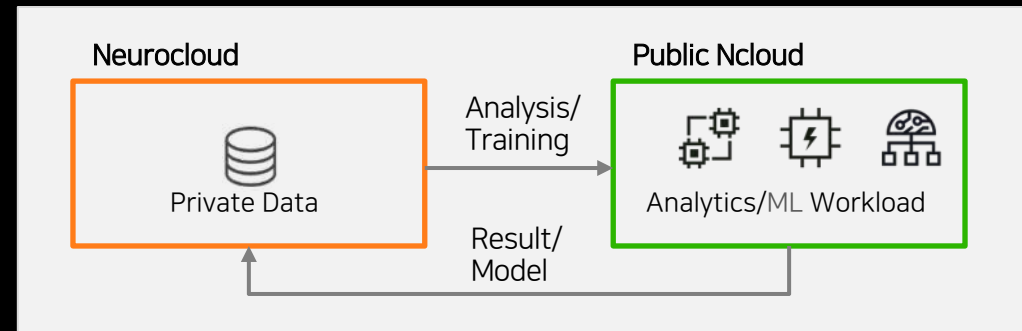 Neurocloud
Public Ncloud
Analysis/
Training
Private Data
Analytics/ML Workload
Result/
Model